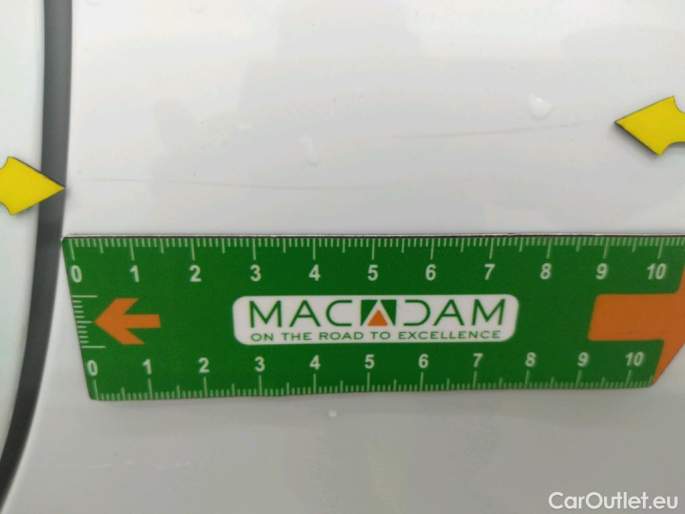 0 1 2 3 4 5 6 7 8 9 10
MACADAM
ON THE ROAD TO EXCELLENCE
0 1 2 3 4 5 6 7 8 9 10
CarOutlet.eu